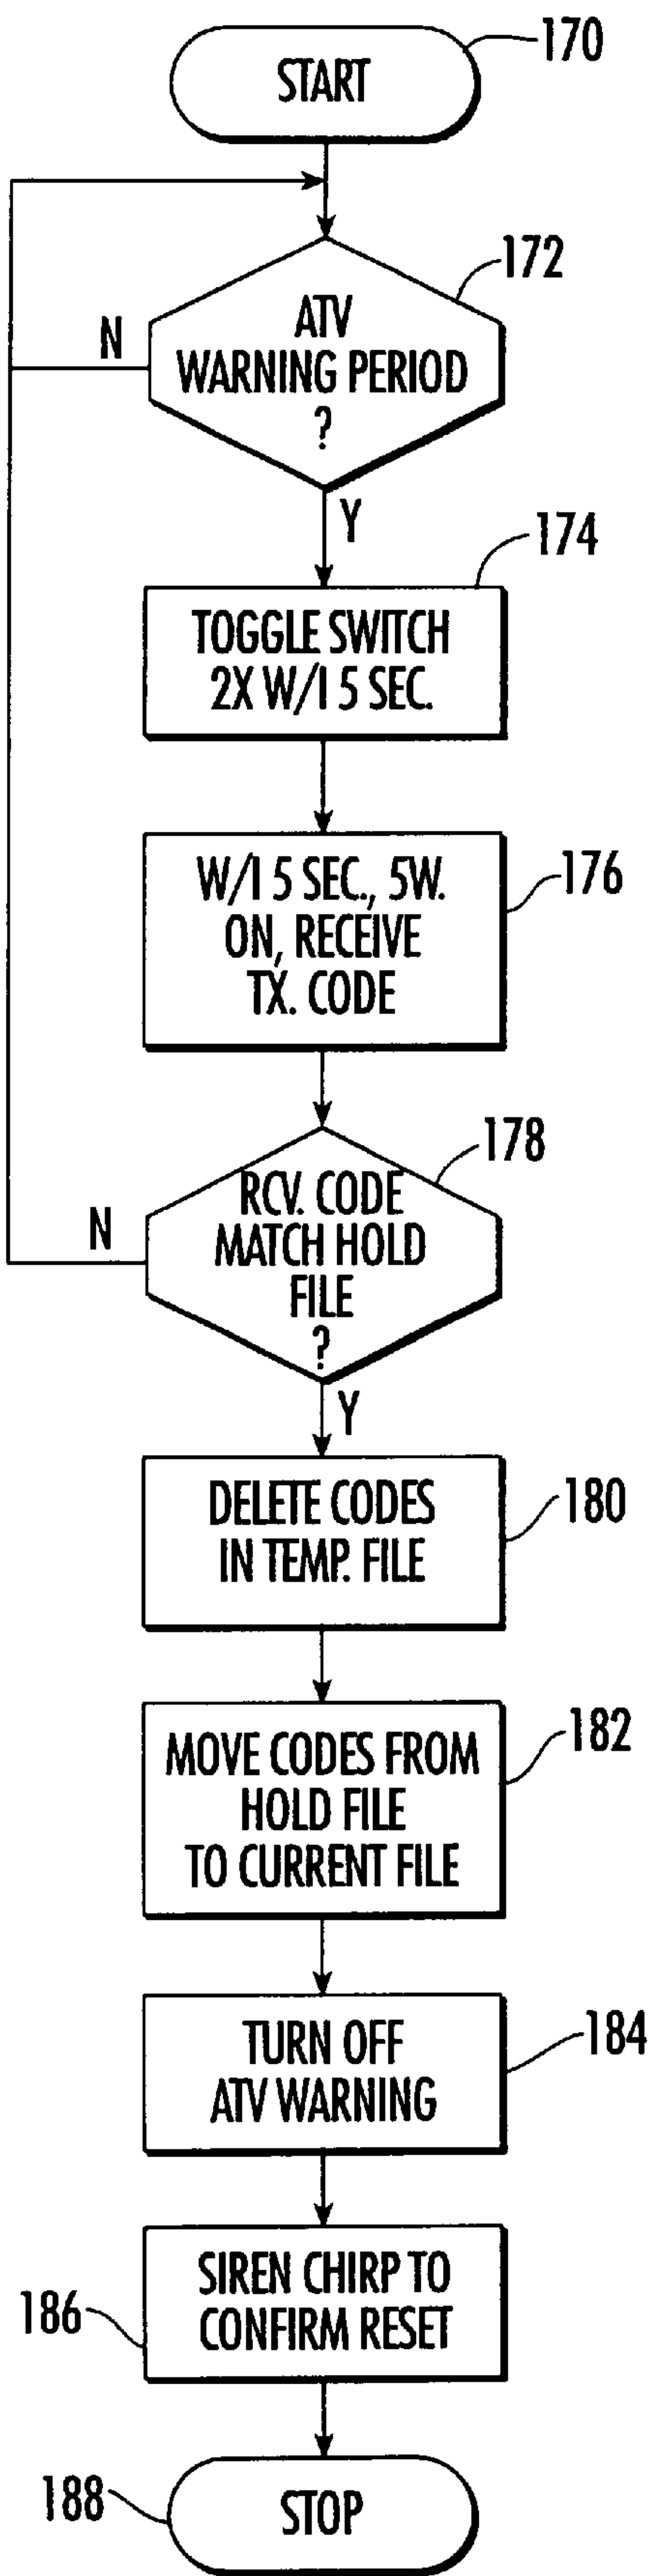 START
170
ATV
WARNING PERIOD
?
172
N
Y
TOGGLE SWITCH
2X W/I 5 SEC.
174
W/I 5 SEC., 5W.
ON, RECEIVE
TX. CODE
176
RCV. CODE
MATCH HOLD
FILE
?
178
N
Y
DELETE CODES
IN TEMP. FILE
180
MOVE CODES FROM
HOLD FILE
TO CURRENT FILE
182
TURN OFF
ATV WARNING
184
SIREN CHIRP TO
CONFIRM RESET
186
STOP
188